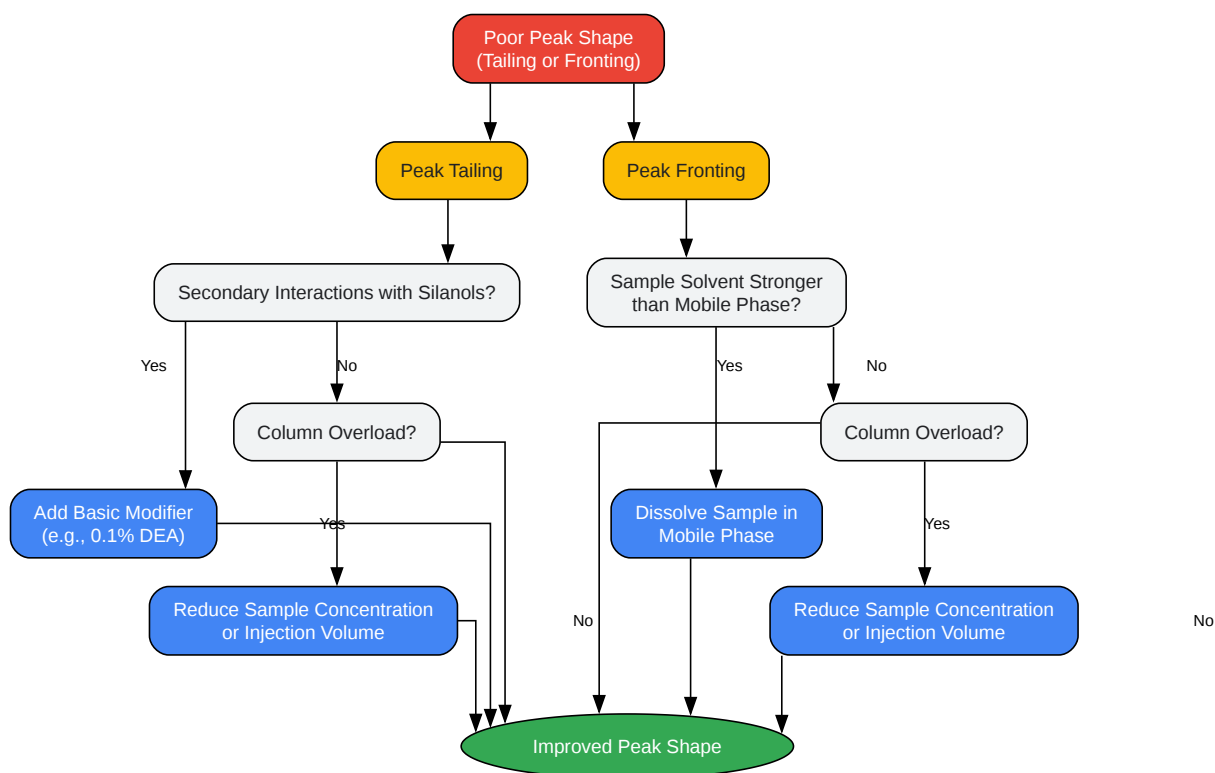 Poor Peak Shape
(Tailing or Fronting)
Peak Tailing
Peak Fronting
Secondary Interactions with Silanols?
Sample Solvent Stronger
than Mobile Phase?
Yes
No
Yes
No
Column Overload?
Column Overload?
Add Basic Modifier
(e.g., 0.1% DEA)
Yes
Dissolve Sample in
Mobile Phase
Yes
Reduce Sample Concentration
or Injection Volume
No
Reduce Sample Concentration
or Injection Volume
No
Improved Peak Shape